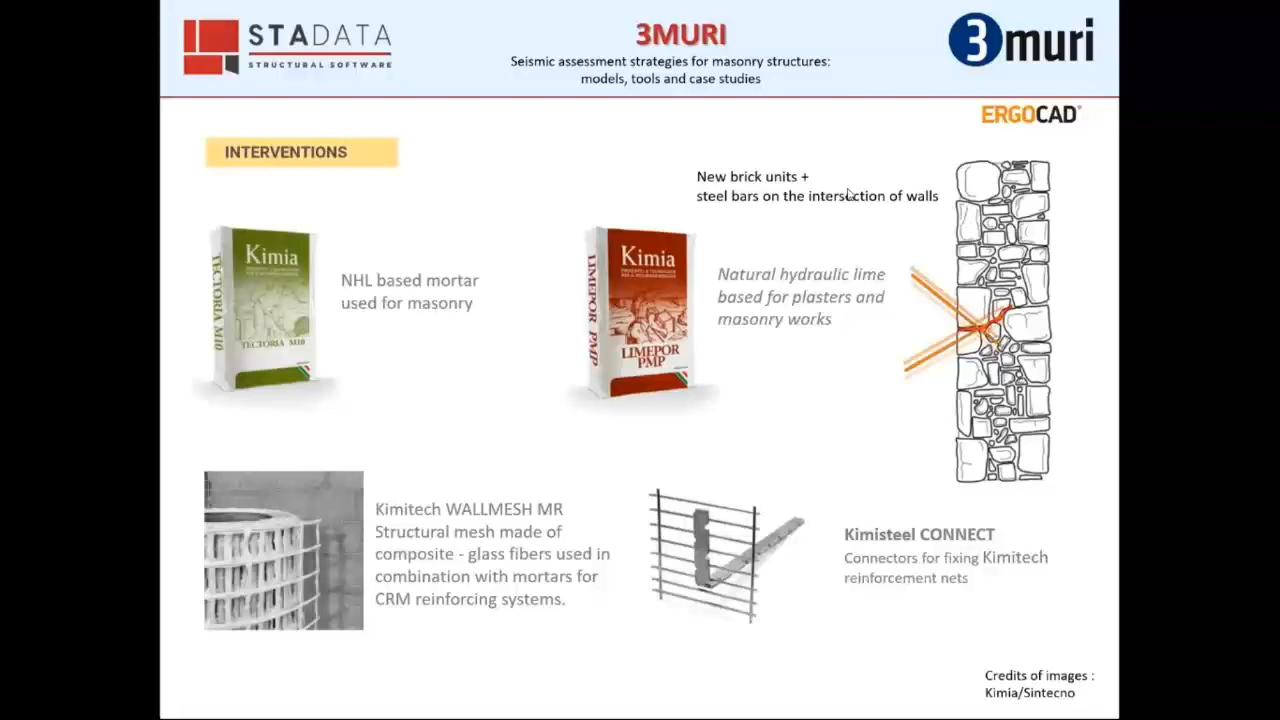 STADATA
STRUCTURAL SOFTWARE
3MURI
Seismic assessment strategies for masonry structures:
models, tools and case studies
3muri
ERGOCAD
INTERVENTIONS
New brick units +
steel bars on the intersection of walls
Kimia
TECTORIA M10
TECTORIA M10
NHL based mortar
used for masonry
Kimia
LIMEPOR PMP
LIMEPOR
PMP
Natural hydraulic lime
based for plasters and
masonry works
Kimitech WALLMESH MR
Structural mesh made of
composite - glass fibers used in
combination with mortars for
CRM reinforcing systems.
Kimisteel CONNECT
Connectors for fixing Kimitech
reinforcement nets
Credits of images :
Kimia/Sintecno